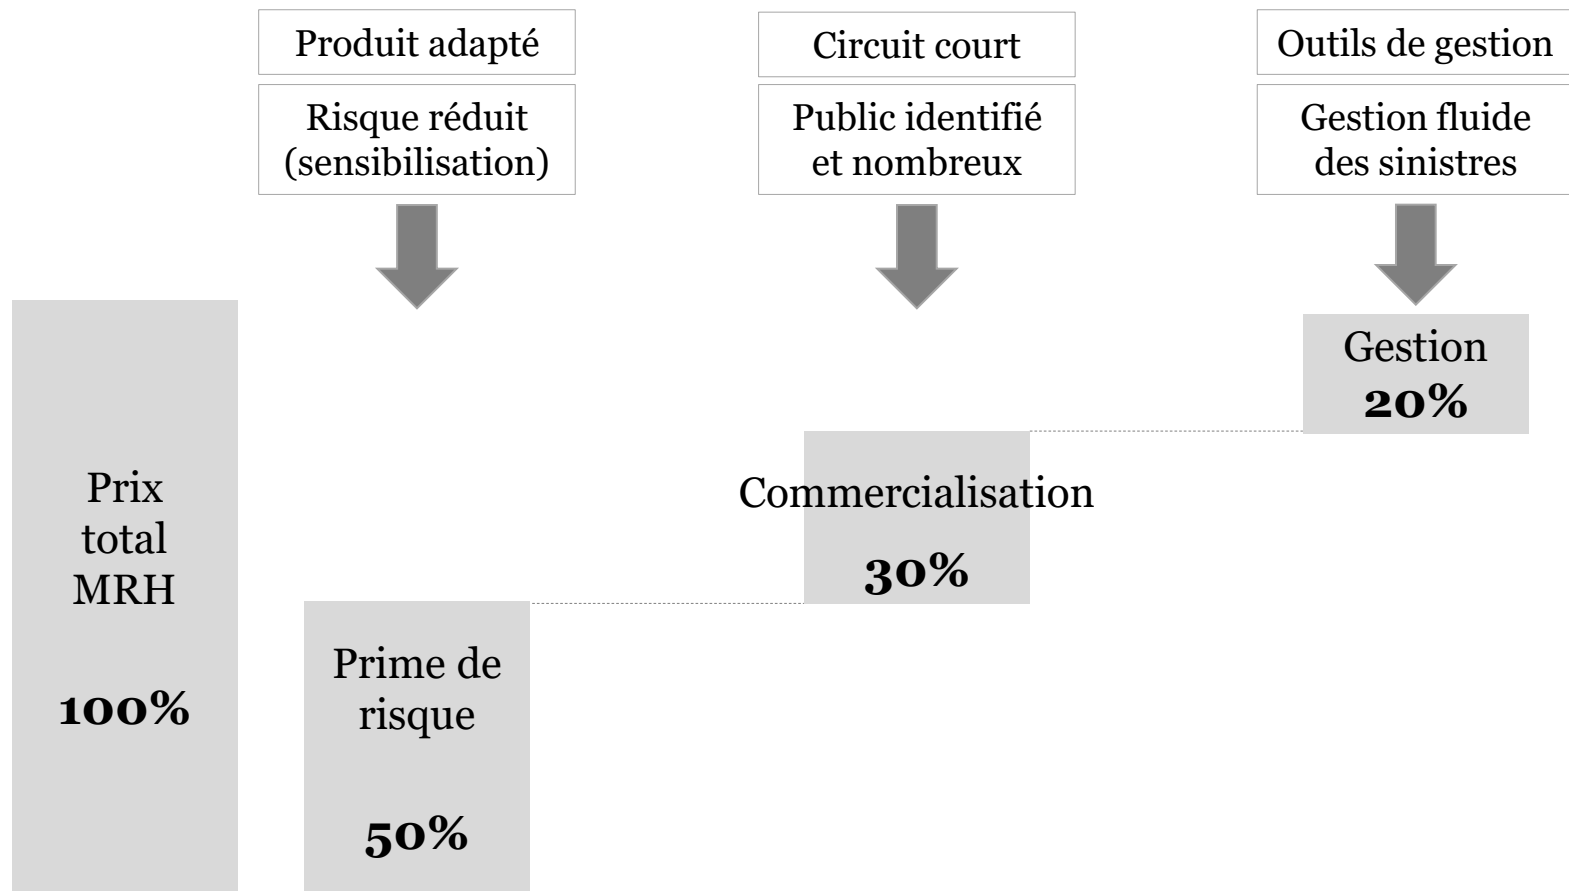 Produit adapté
Circuit court
Outils de gestion
Risque réduit
(sensibilisation)
Public identifié
et nombreux
Gestion fluide
des sinistres
Prix
total
MRH
100%
Prime de
risque
50%
Commercialisation
30%
Gestion
20%